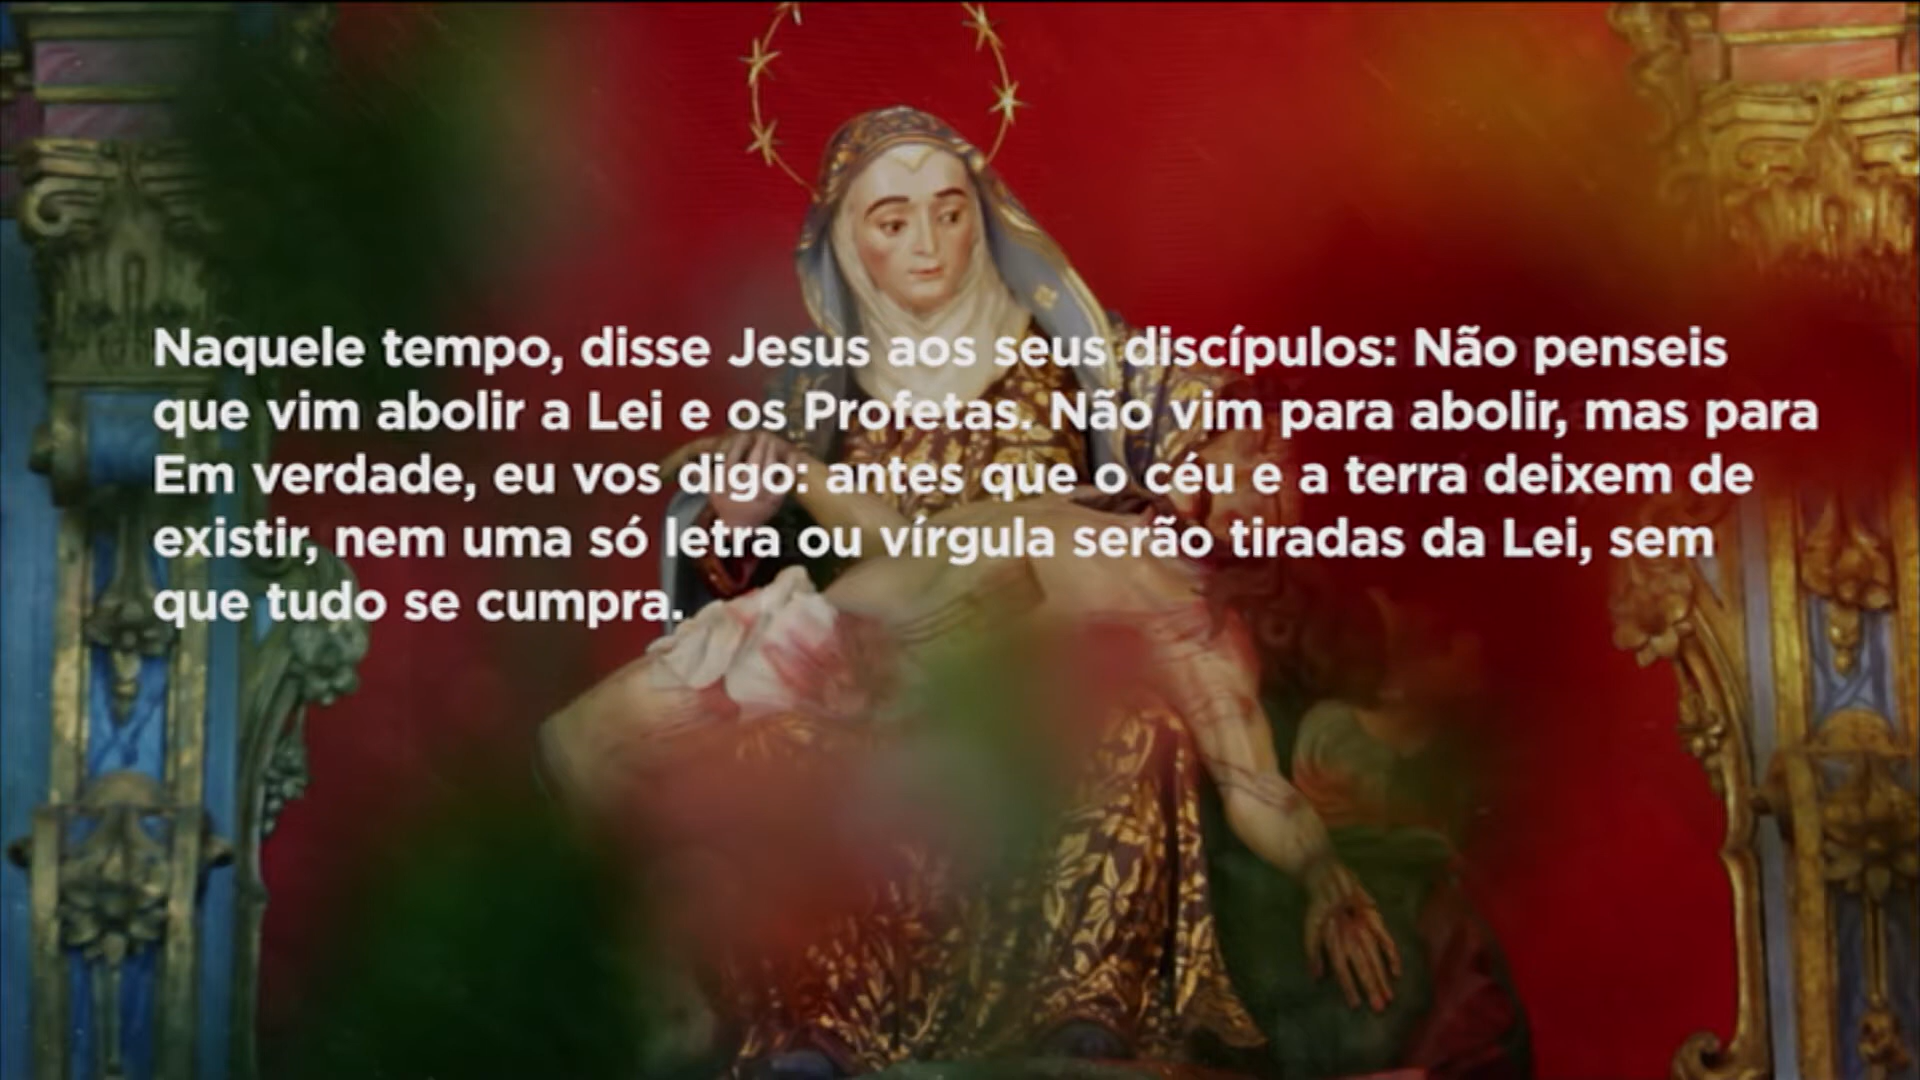 Naquele tempo, disse Jesus aos seus discípulos: Não penseis
que vim abolir a Lei e os Profetas. Não vim para abolir, mas para
Em verdade, eu vos digo: antes que o céu e a terra deixem de
existir, nem uma só letra ou vírgula serão tiradas da Lei, sem
que tudo se cumpra.